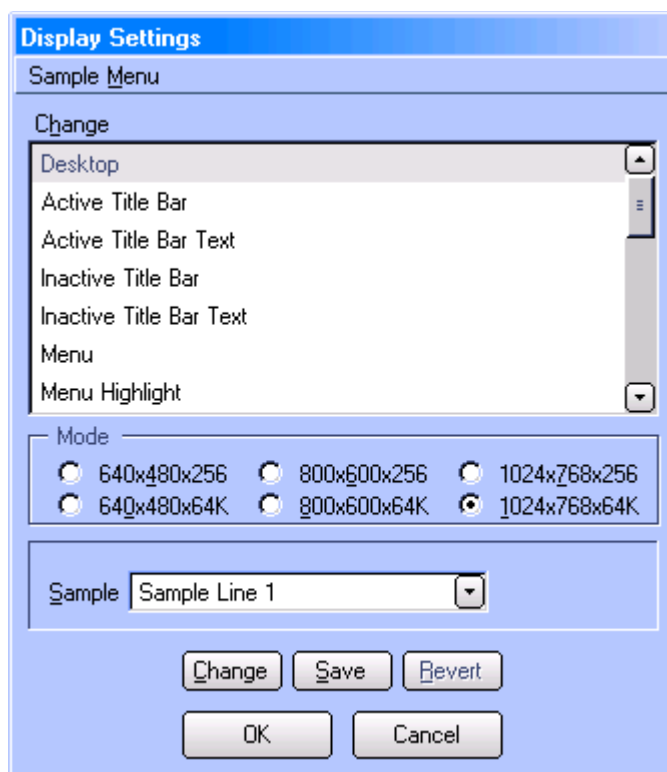 Display Settings
Sample Menu
Change
Desktop
Active Title Bar
Active Title Bar Text
Inactive Title Bar
Inactive Title Bar Text
Menu
Menu Highlight
Mode
640x480x256 800x600x256 1024x768x256
640x480x64K 800x600x64K 1024x768x64K
Sample Sample Line 1
Change Save Revert
OK Cancel